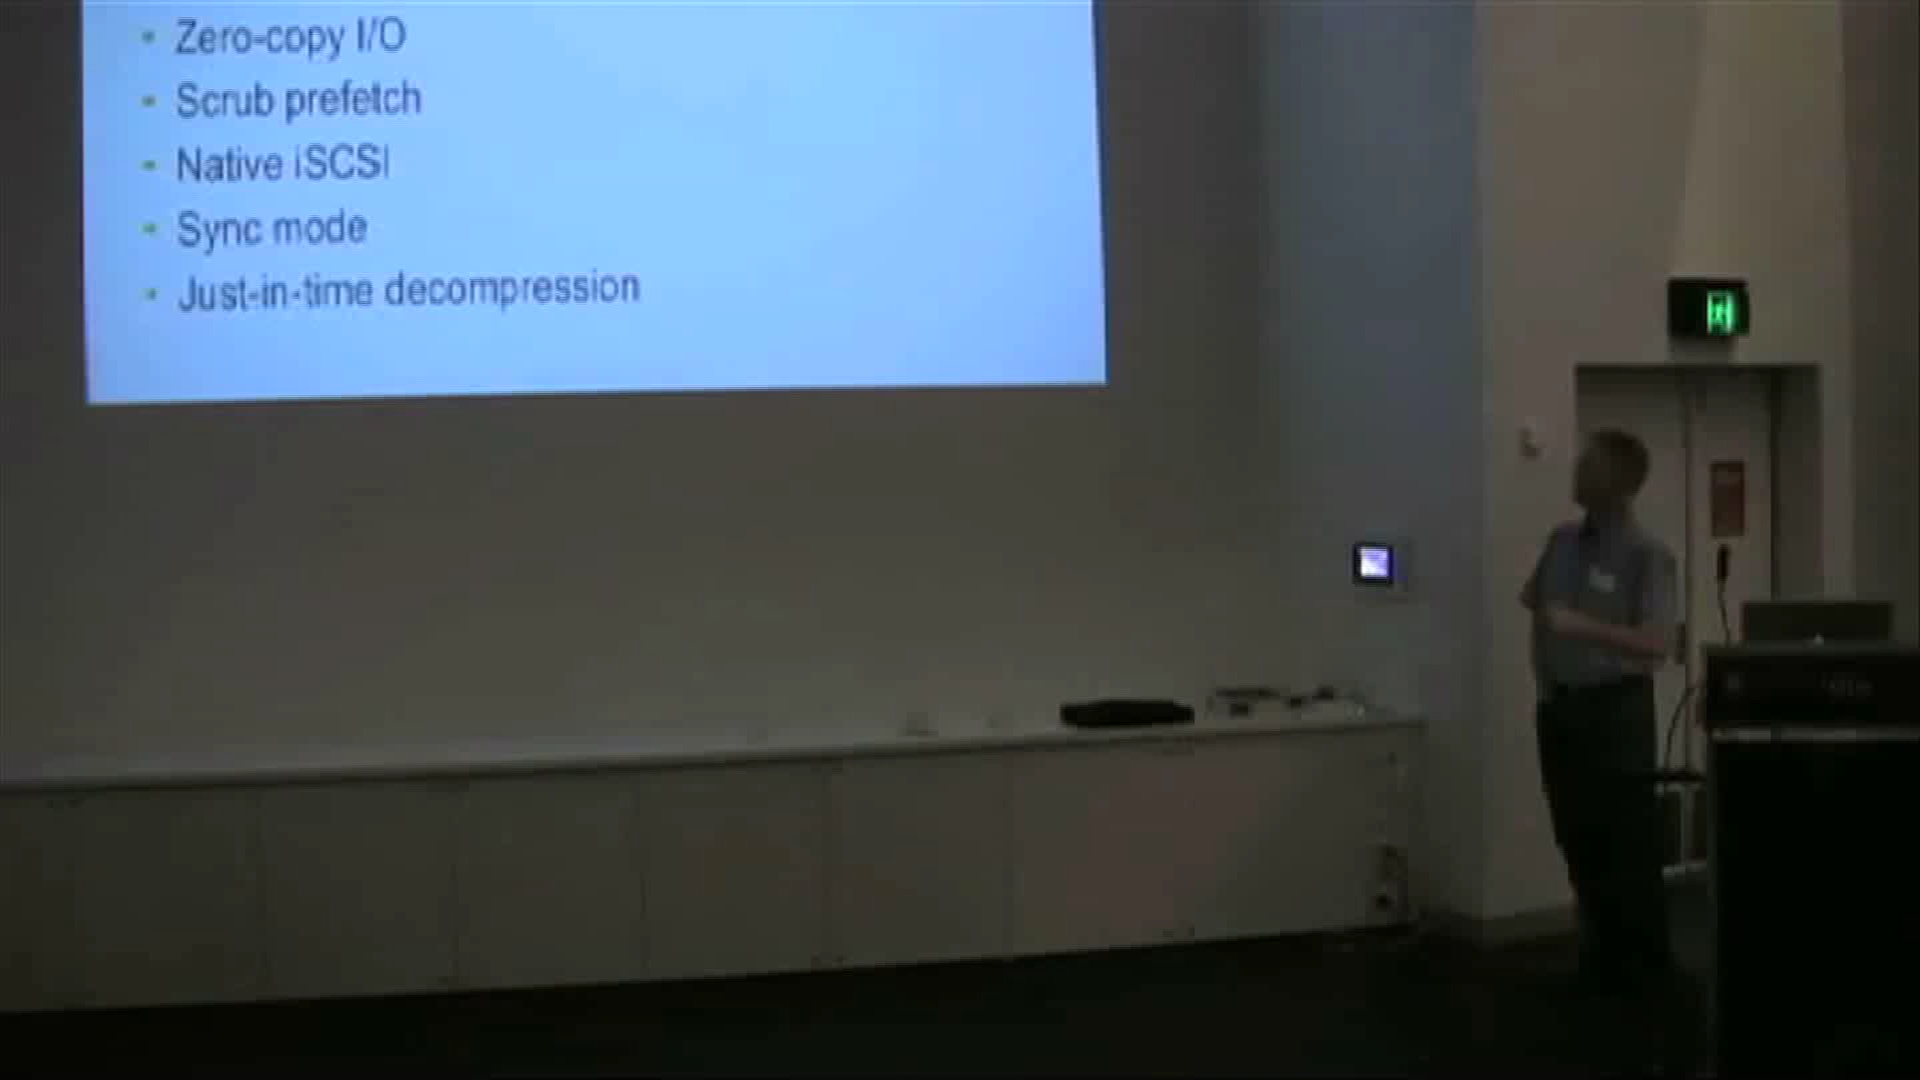 Zero-copy I/O
Scrub prefetch
Native iSCSI
Sync mode
Just-in-time decompression